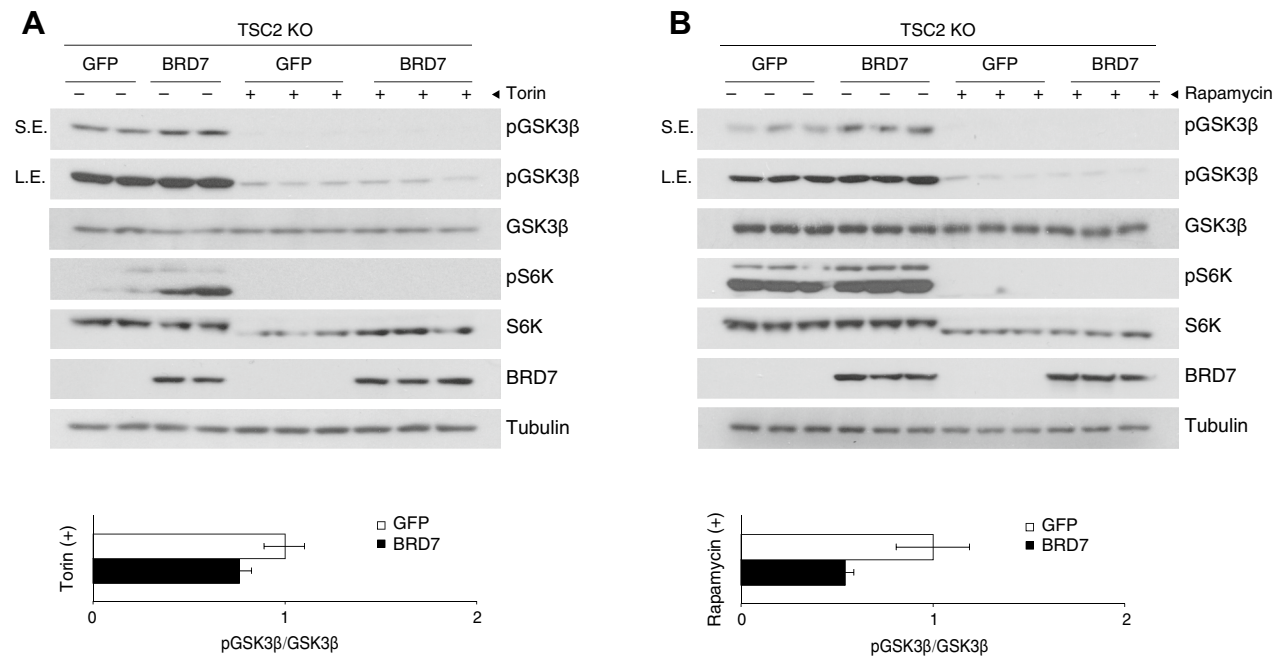 A
TSC2 KO
GFP BRD7 GFP BRD7
– – – – + + + + + + ◄ Torin
S.E. pGSK3β
L.E. pGSK3β
GSK3β
pS6K
S6K
BRD7
Tubulin
Torin (+)
GFP
BRD7
0 1 2
pGSK3β/GSK3β
B
TSC2 KO
GFP BRD7 GFP BRD7
– – – – – – + + + + + + ◄ Rapamycin
S.E. pGSK3β
L.E. pGSK3β
GSK3β
pS6K
S6K
BRD7
Tubulin
Rapamycin (+)
GFP
BRD7
0 1 2
pGSK3β/GSK3β